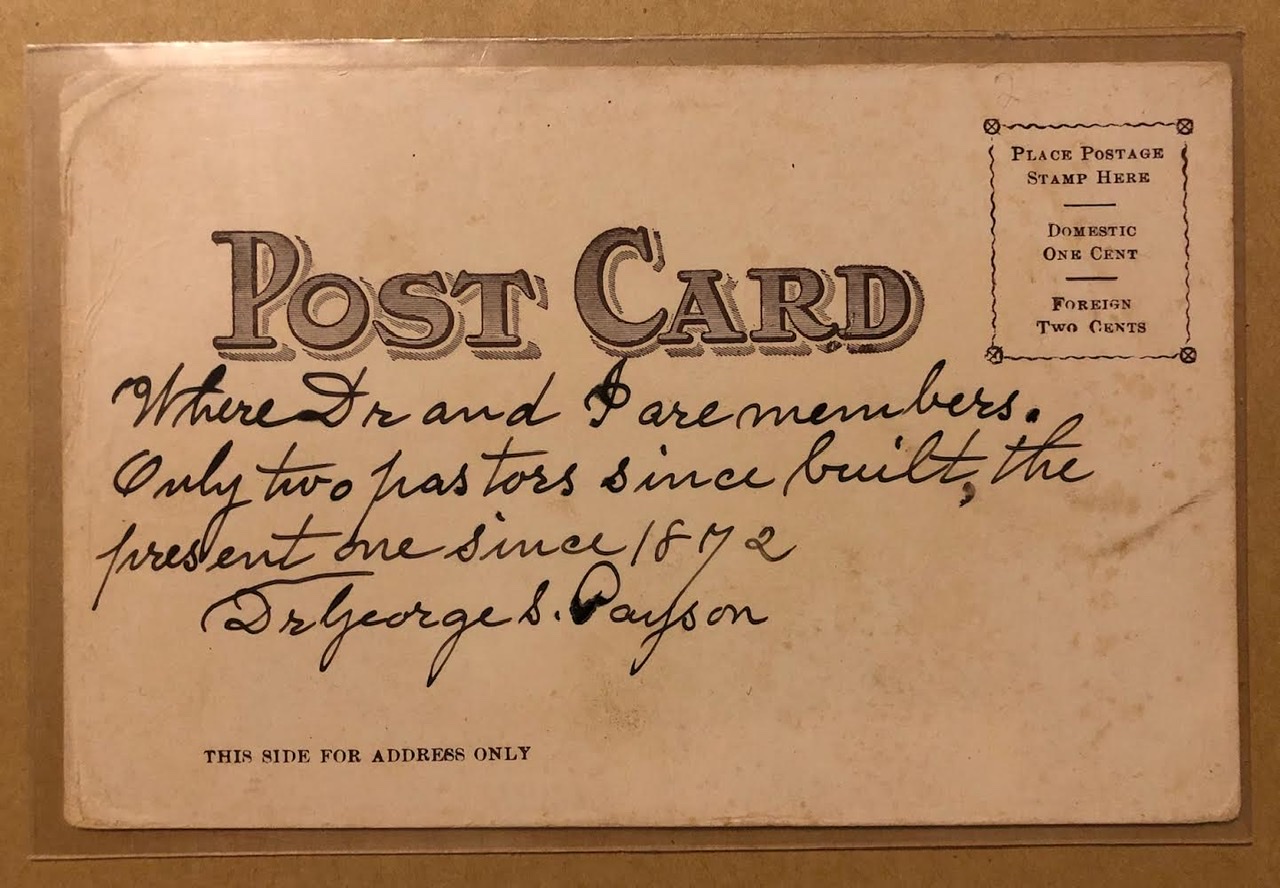 PLACE POSTAGE
STAMP HERE
DOMESTIC
ONE CENT
FOREIGN
TWO CENTS
POST CARD
Where Dr and I are members.
Only two pastors since built, the
present one since 1872
Dr George S. Payson
THIS SIDE FOR ADDRESS ONLY